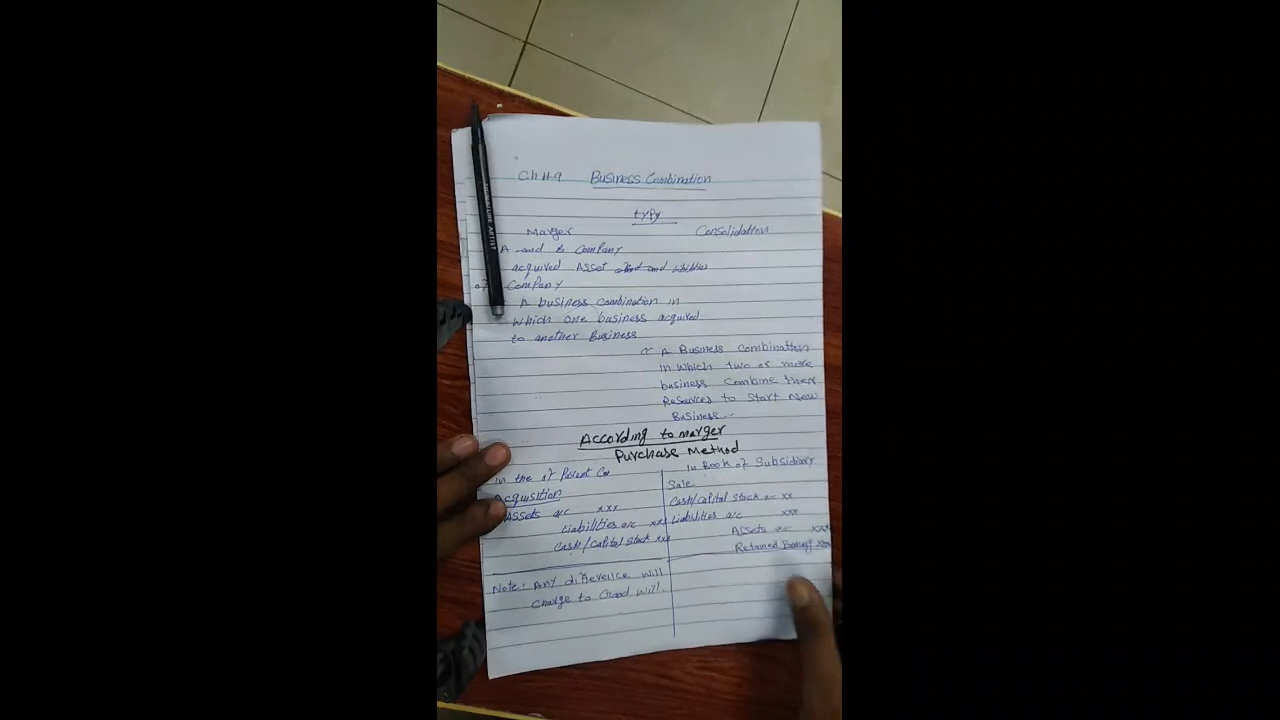 Ch # 9 Business Combination
typy
Marger Consolidation
A and B Company
acquired Asset and libilities
of Company
A business Combination in
Which one business acquired
to another Business
A Business Combination
in Which two or more
business Combine their
Resources to Start New
Business
According to marger
Purchase Method
In the of Parent Co
Acquisition
Assets a/c xxx
Liabilities a/c xxx
Cash/Capital Stock xxx
Note: Any difference will
Charge to Good will.
In Book of Subsidiary
Sale
Cash/Capital Stock a/c xx
Liabilities a/c xxx
Assets a/c xxx
Retained